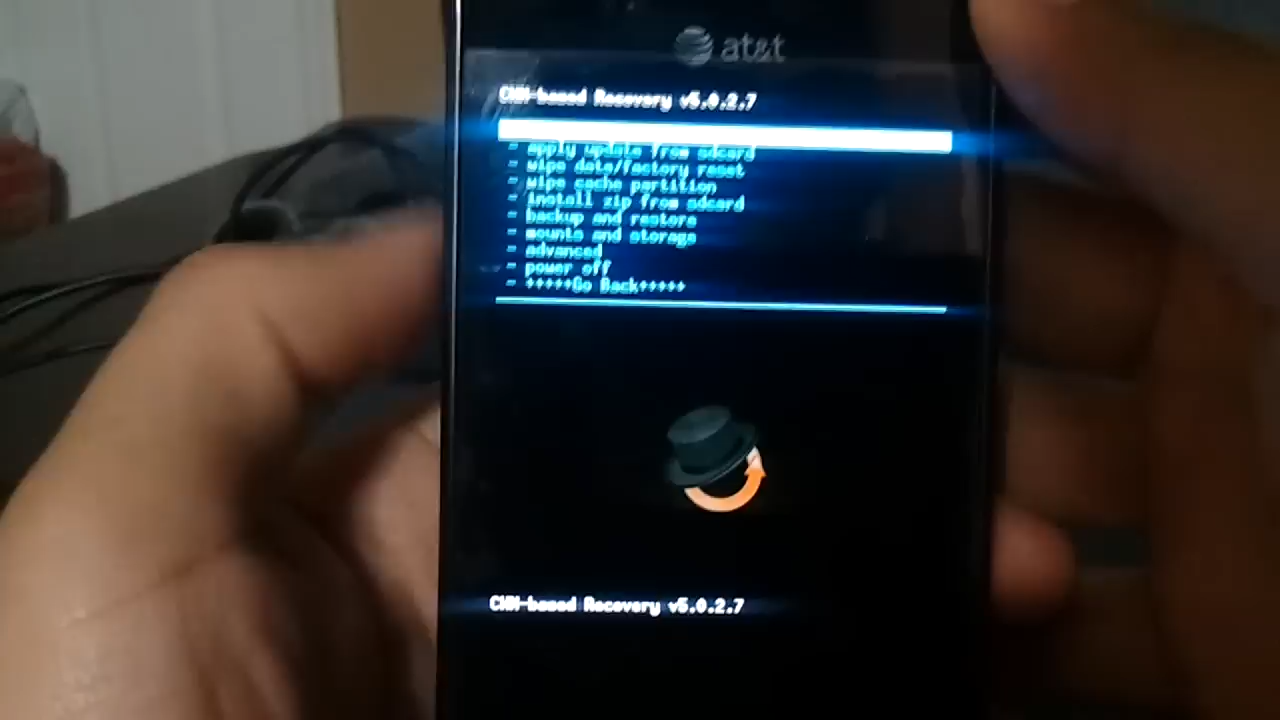 at&t
CWM-based Recovery v5.0.2.7
- apply update from sdcard
- wipe data/factory reset
- wipe cache partition
- install zip from sdcard
- backup and restore
- mounts and storage
- advanced
- power off
- +++++Go Back+++++
CWM-based Recovery v5.0.2.7